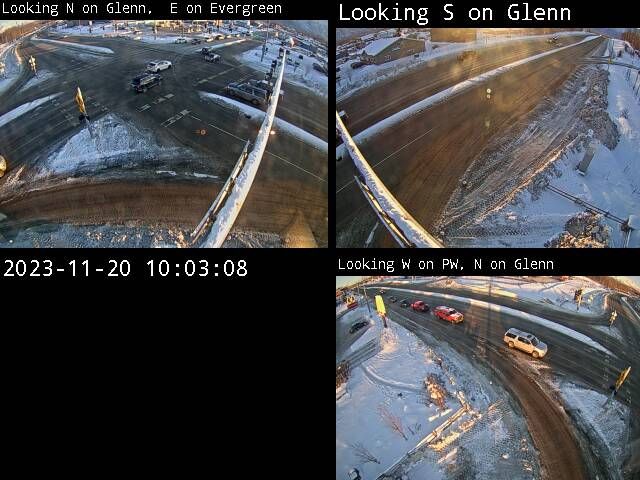 Looking N on Glenn,  E on Evergreen
Looking S on Glenn
2023-11-20 10:03:08
Looking W on PW, N on Glenn